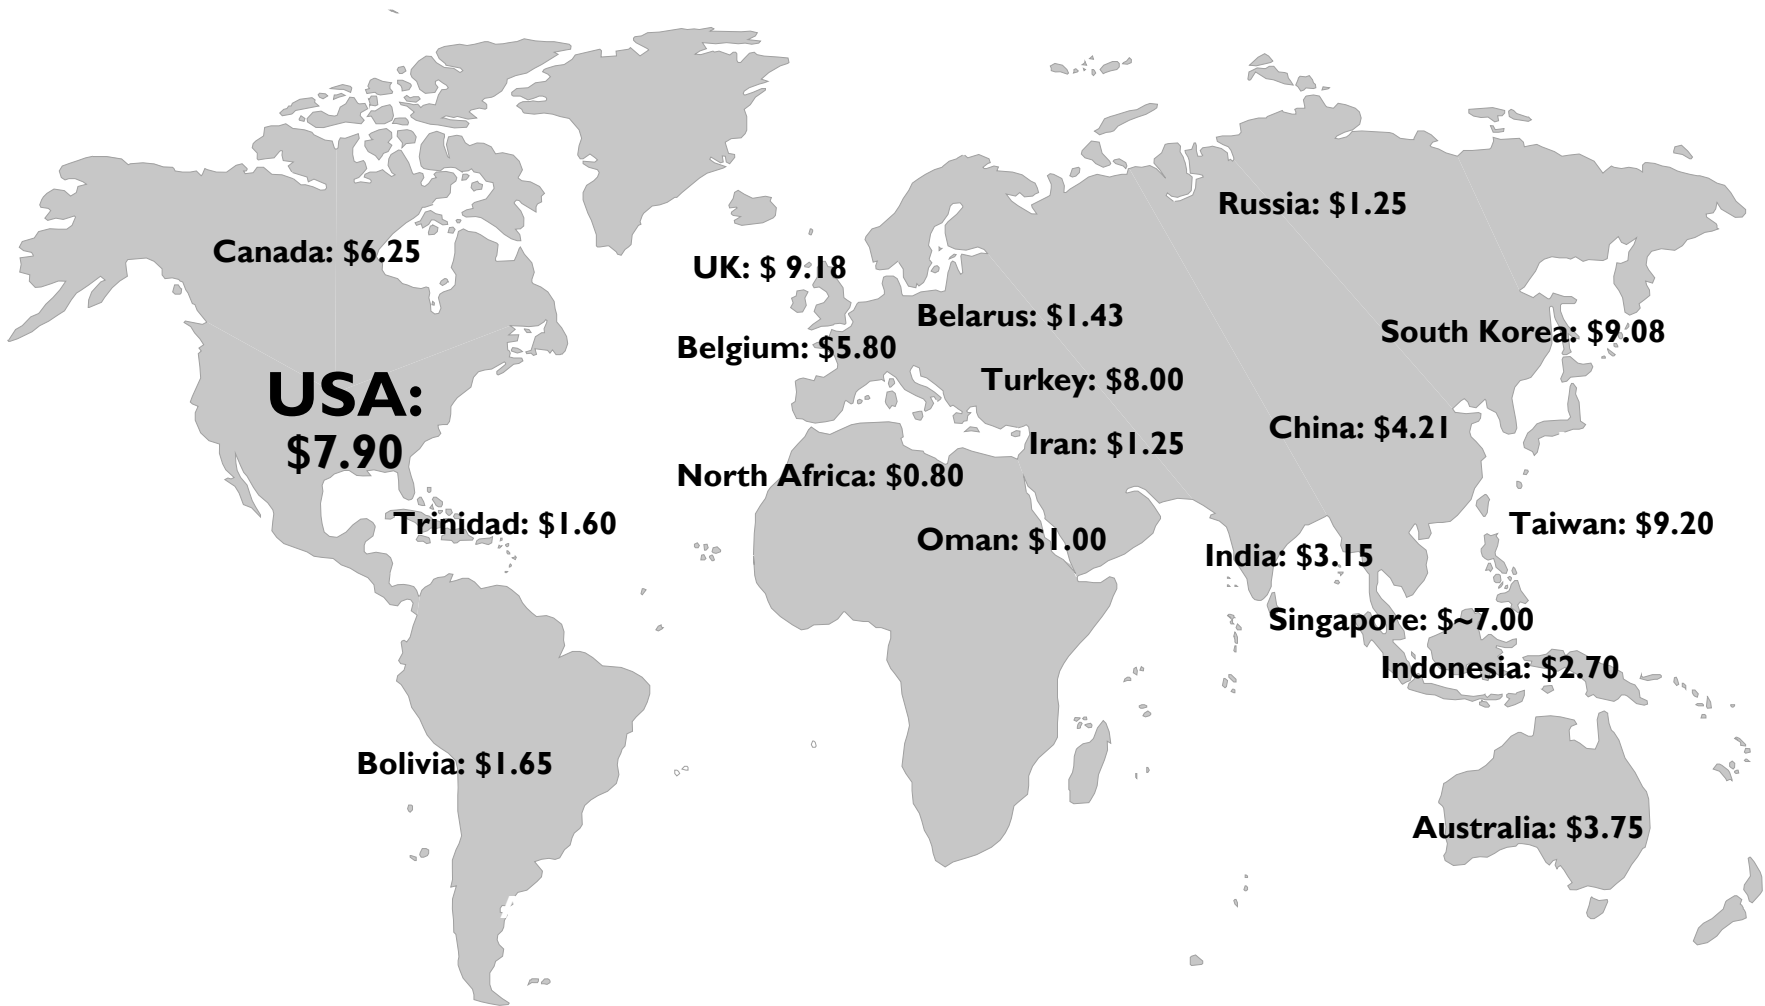 Russia: $1.25
Canada: $6.25
UK: $ 9.18
Belarus: $1.43
South Korea: $9.08
Belgium: $5.80
Turkey: $8.00
USA:
$7.90
China: $4.21
Iran: $1.25
North Africa: $0.80
Trinidad: $1.60
Taiwan: $9.20
Oman: $1.00
India: $3.15
Singapore: $~7.00
Indonesia: $2.70
Bolivia: $1.65
Australia: $3.75